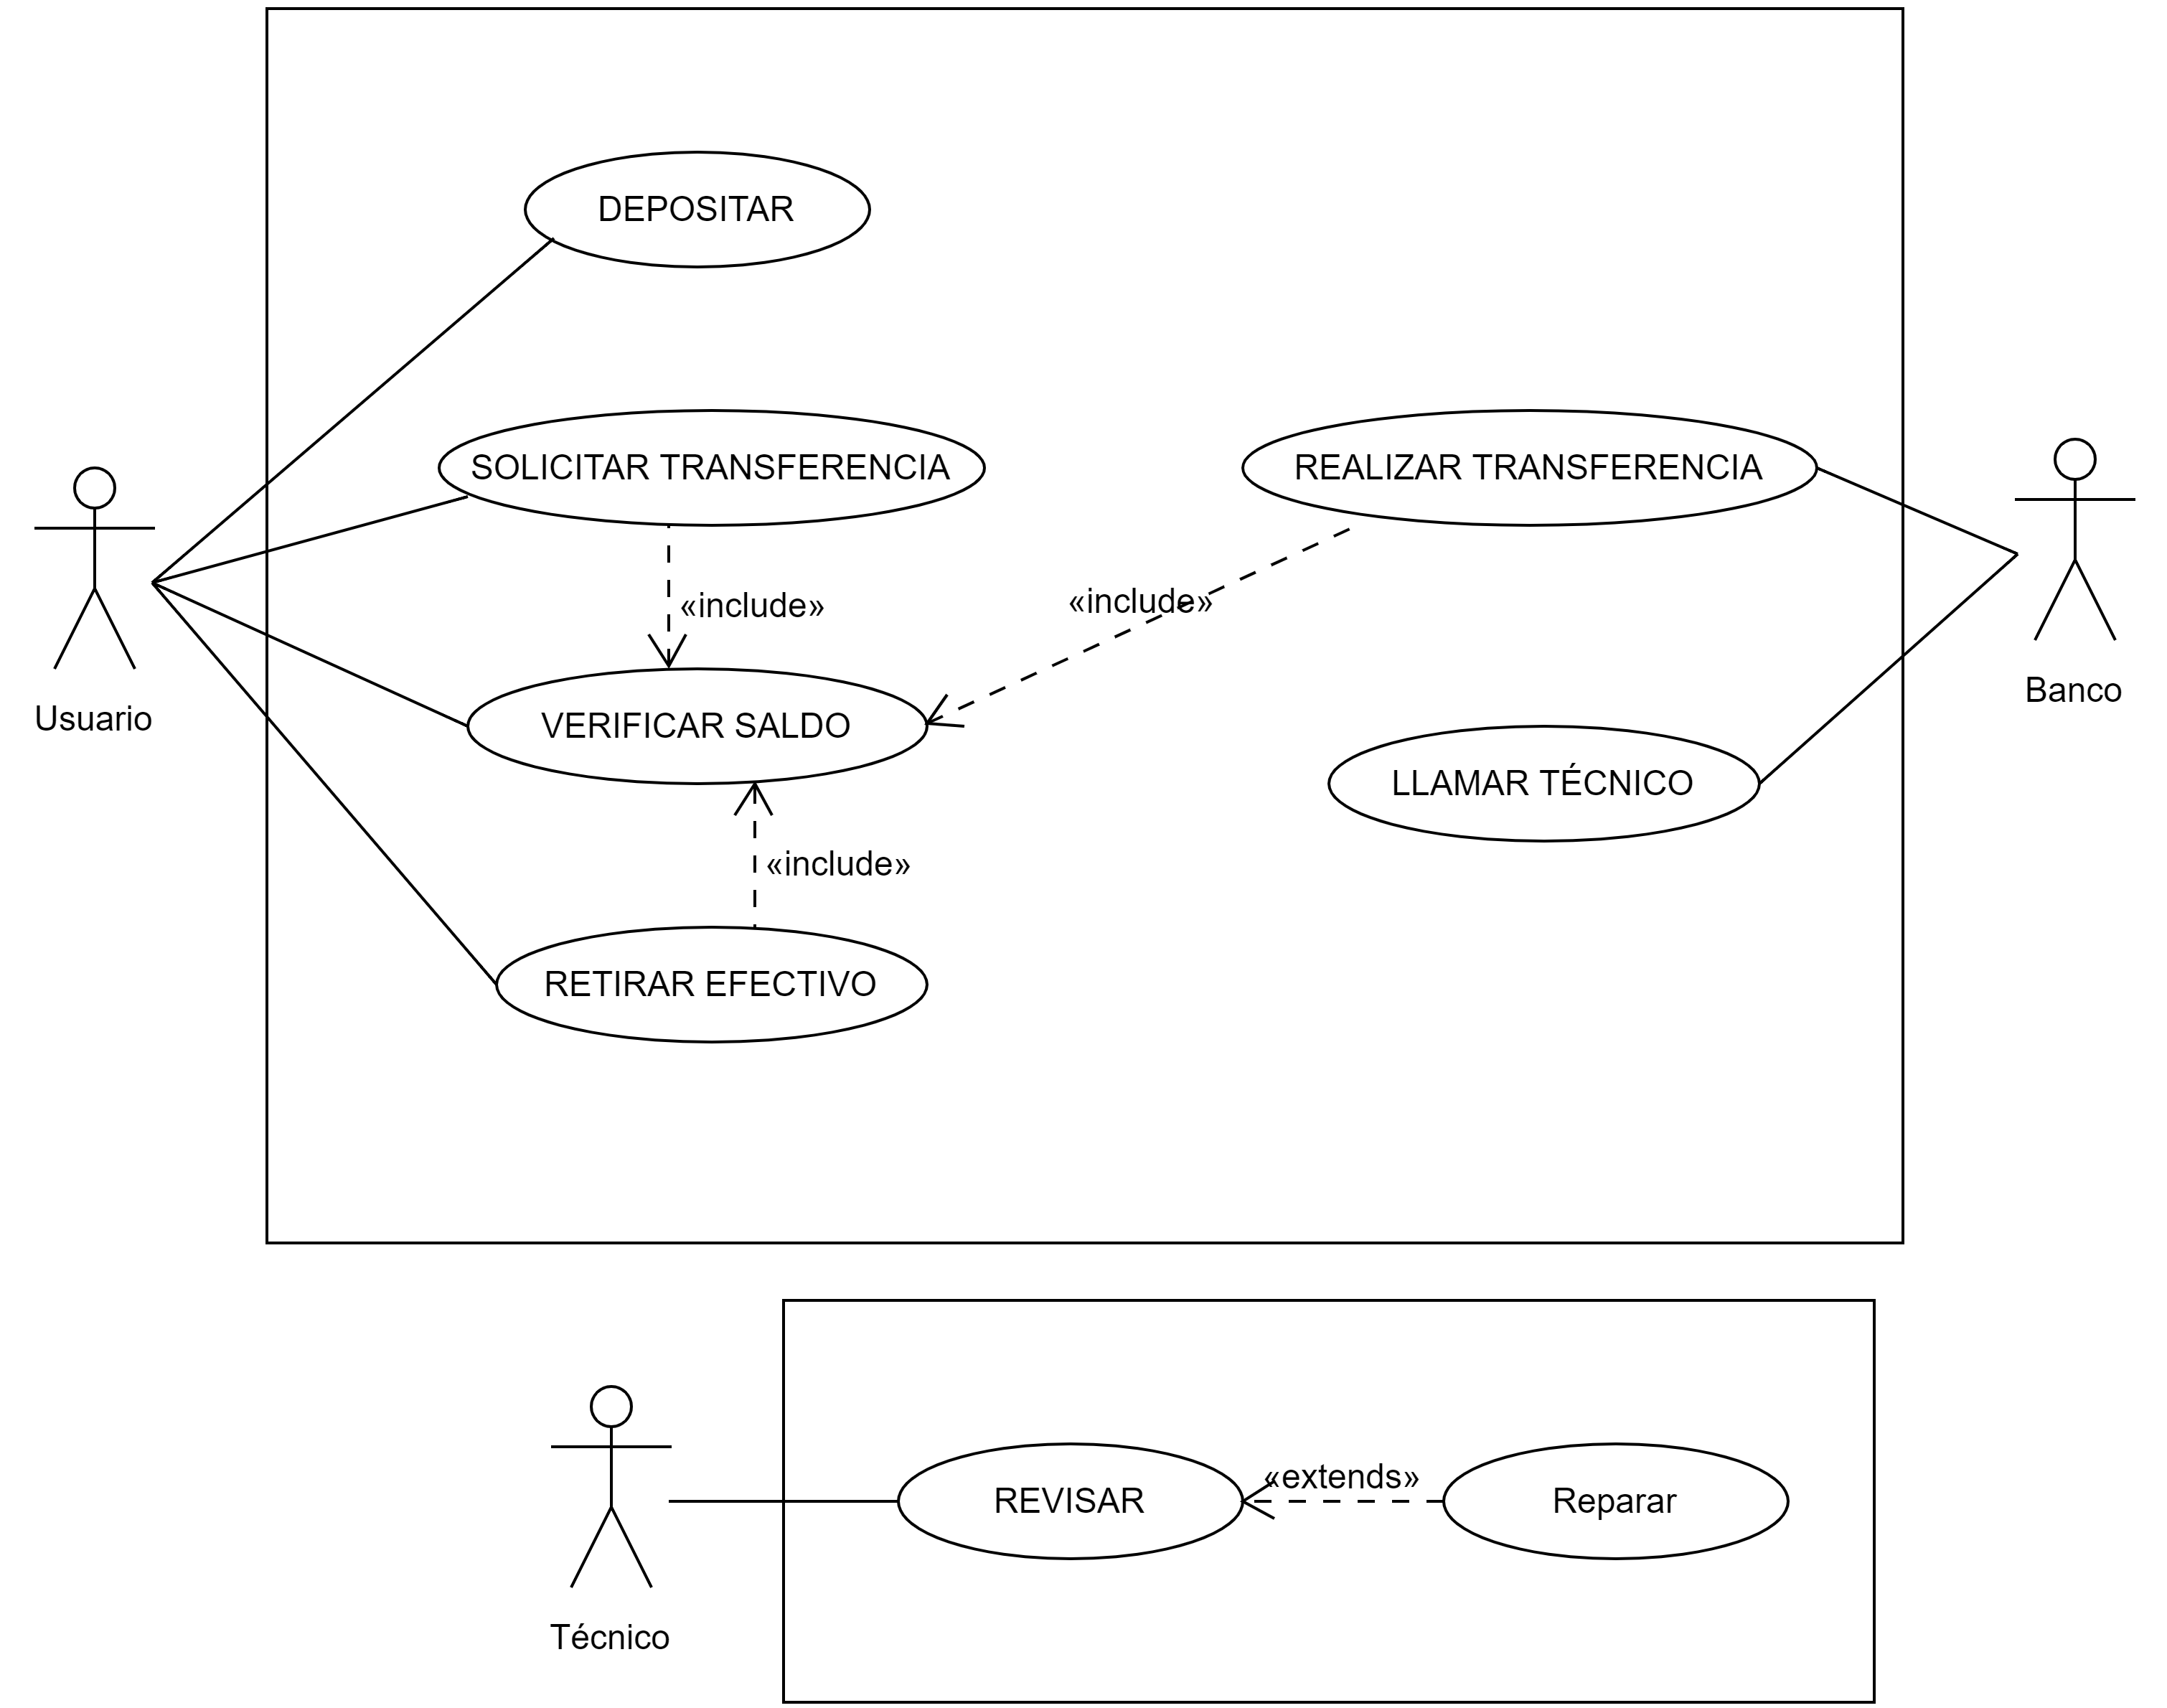 DEPOSITAR
SOLICITAR TRANSFERENCIA
REALIZAR TRANSFERENCIA
«include»
«include»
Usuario
Banco
VERIFICAR SALDO
LLAMAR TÉCNICO
«include»
RETIRAR EFECTIVO
«extends»
REVISAR
Reparar
Técnico